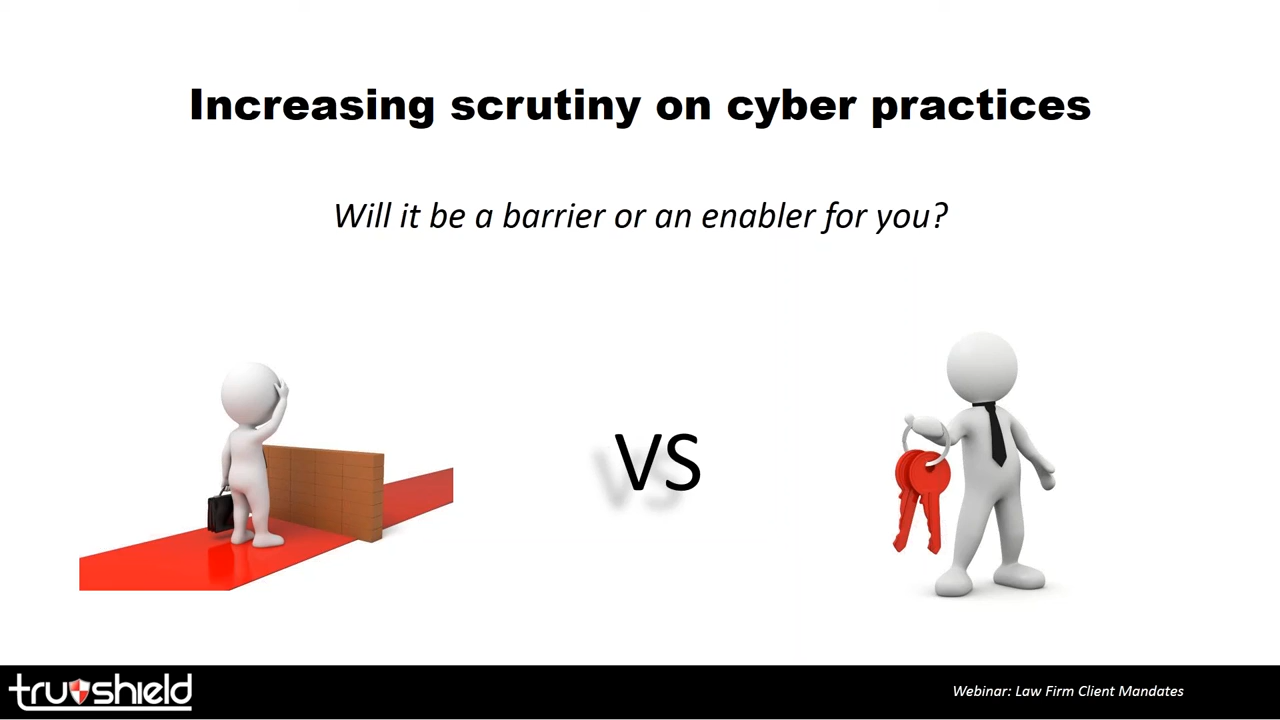 Increasing scrutiny on cyber practices
Will it be a barrier or an enabler for you?
VS
trushield
Webinar: Law Firm Client Mandates